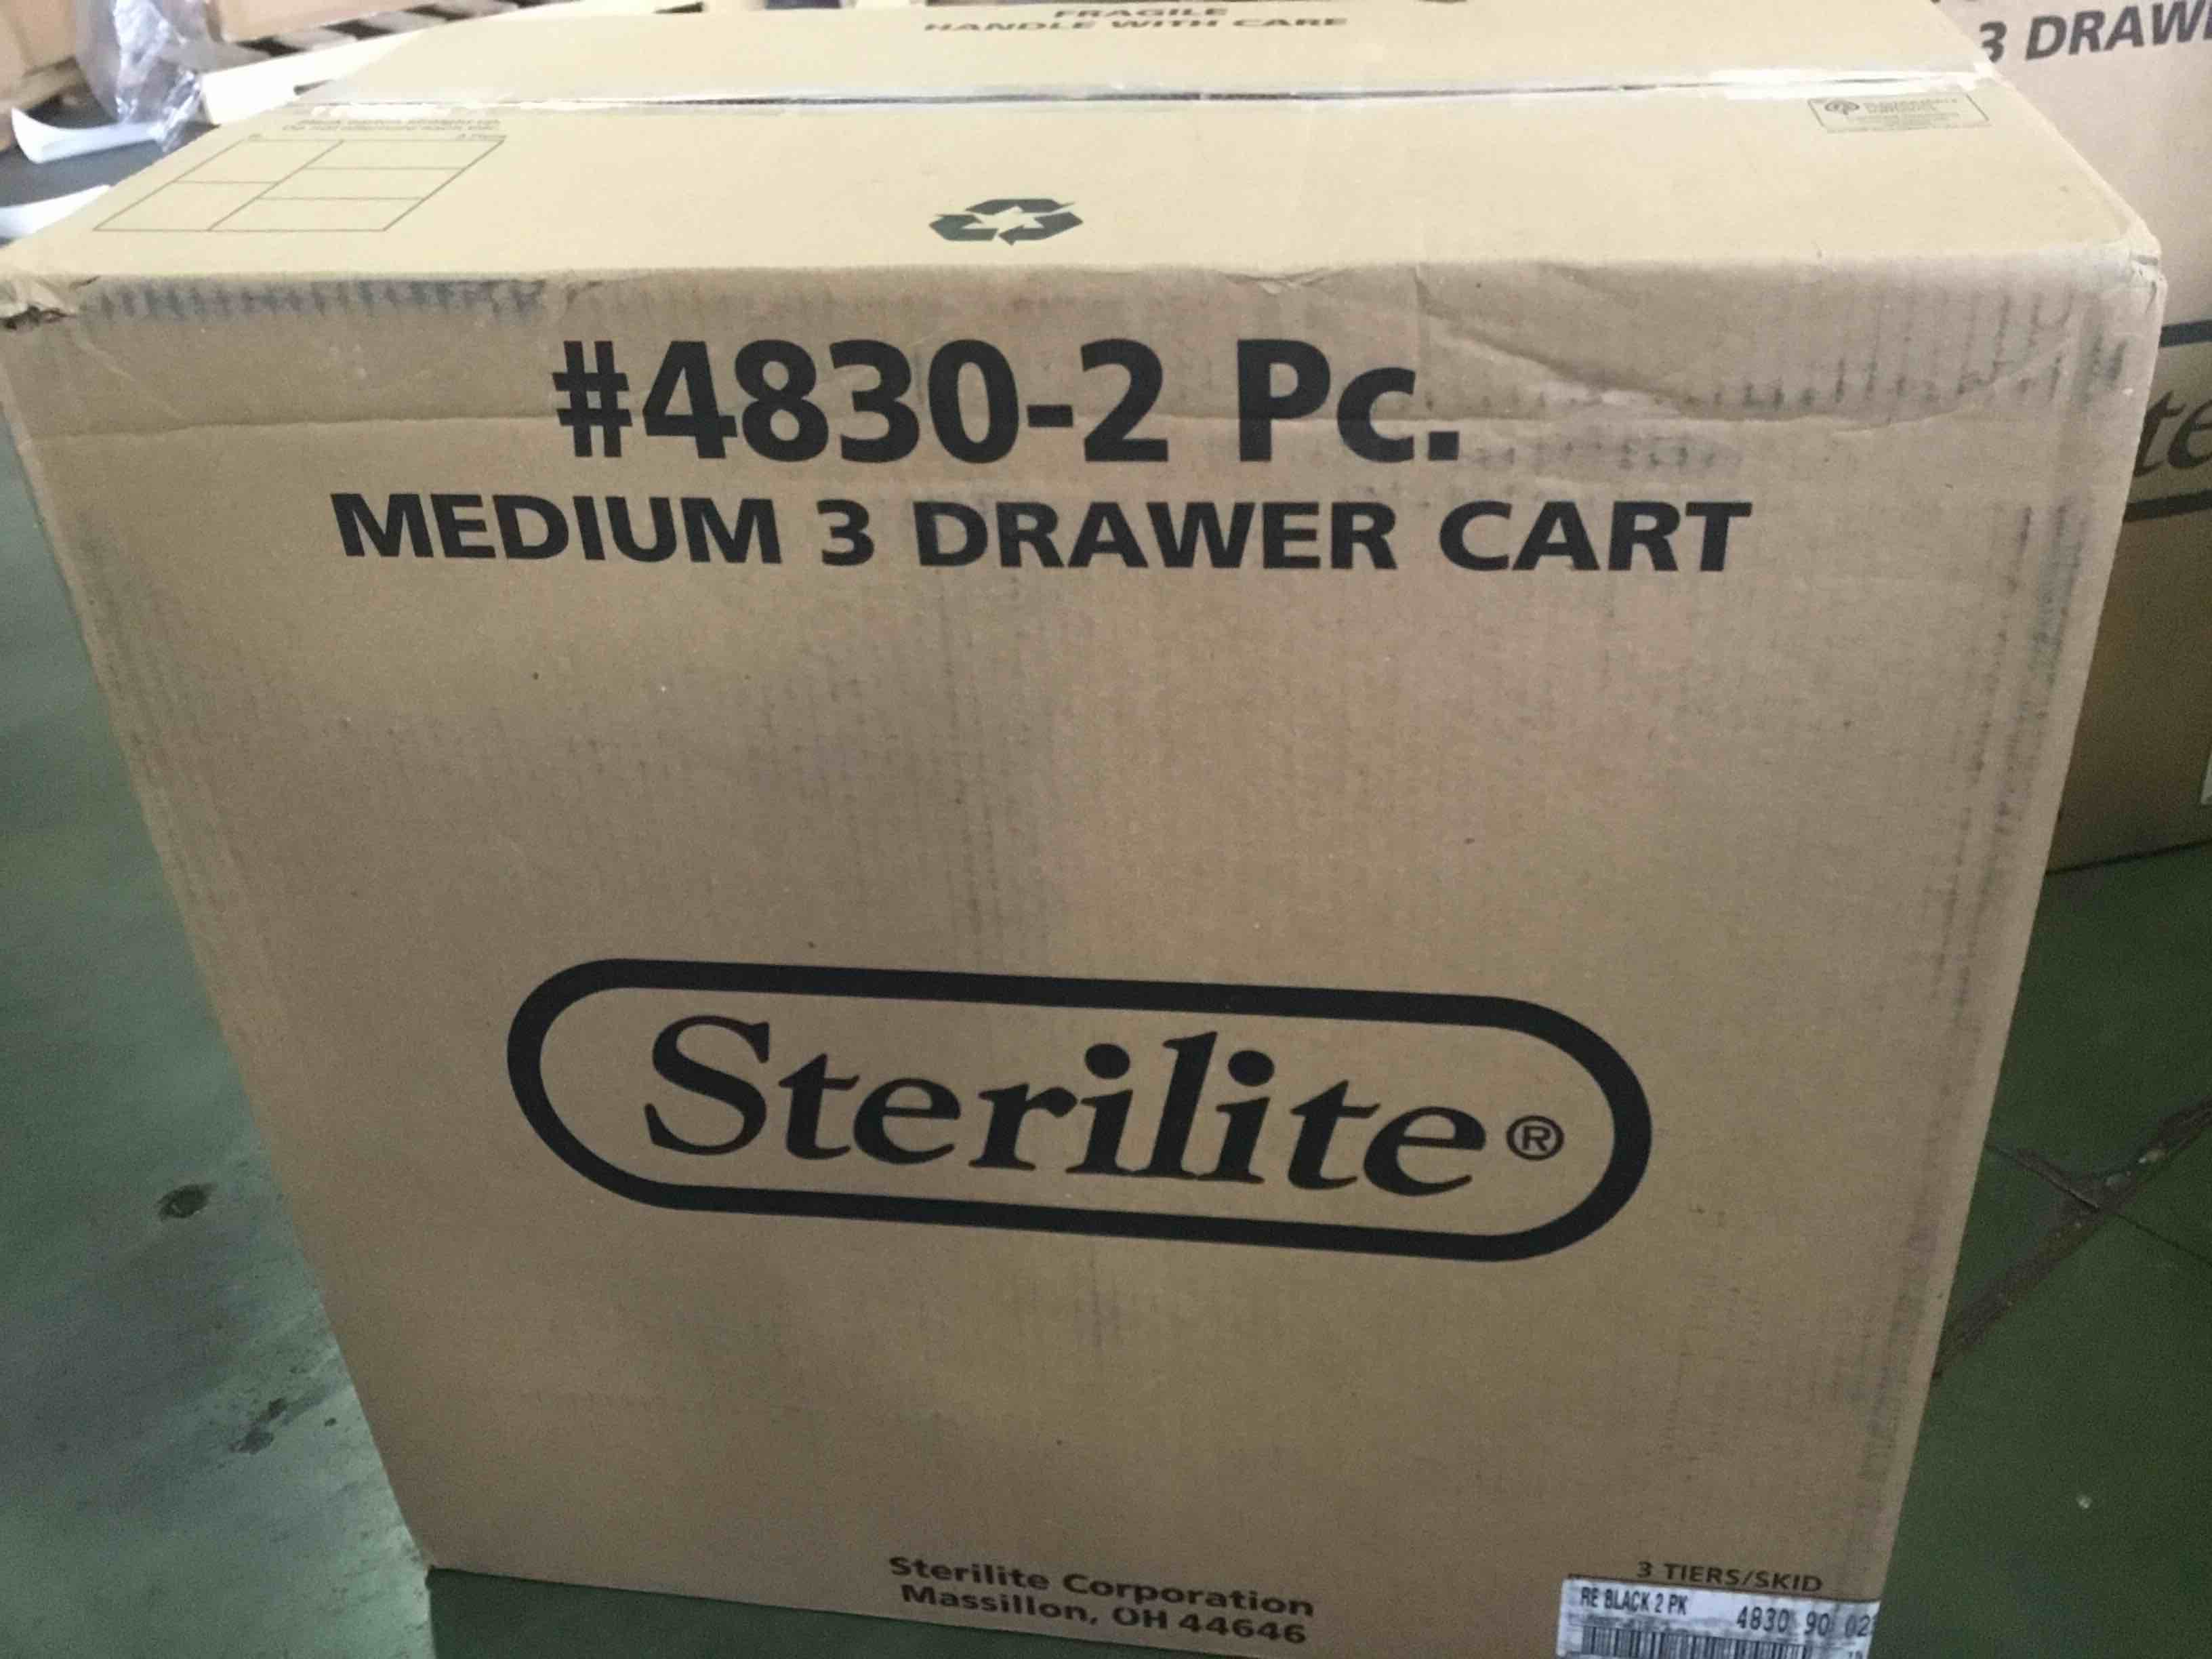 FRAGILE
HANDLE WITH CARE
3 DRAW
#4830-2 Pc.
MEDIUM 3 DRAWER CART
te
Sterilite®
Sterilite Corporation
Massillon, OH 44646
3 TIERS/SKID
RE BLACK 2 PK 4830 90 02